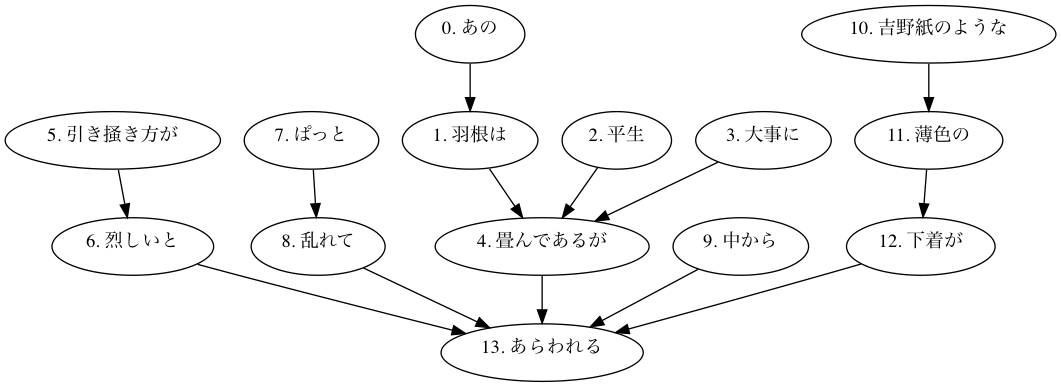 0. あの
10. 吉野紙のような
5. 引き掻き方が
7. ぱっと
1. 羽根は
2. 平生
3. 大事に
11. 薄色の
6. 烈しいと
8. 乱れて
4. 畳んであるが
9. 中から
12. 下着が
13. あらわれる